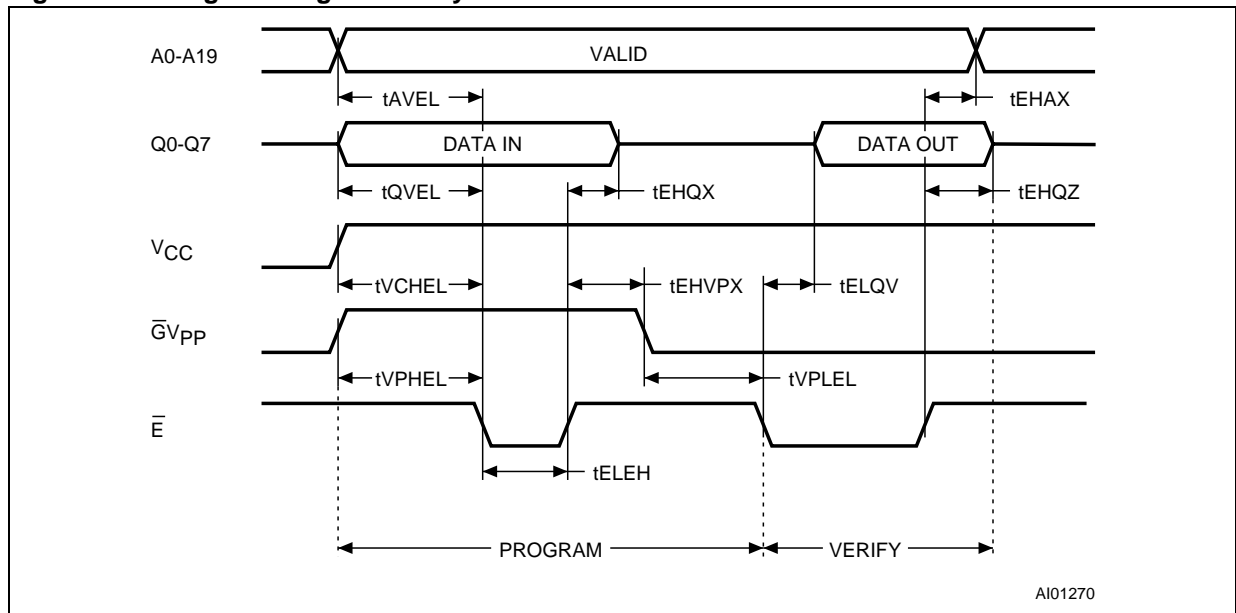 A0-A19
VALID
tAVEL
tEHAX
Q0-Q7
DATA IN
DATA OUT
tQVEL
tEHQX
tEHQZ
VCC
tVCHEL
tEHVPX
tELQV
G̅VPP
tVPHEL
tVPLEL
E̅
tELEH
PROGRAM
VERIFY
AI01270